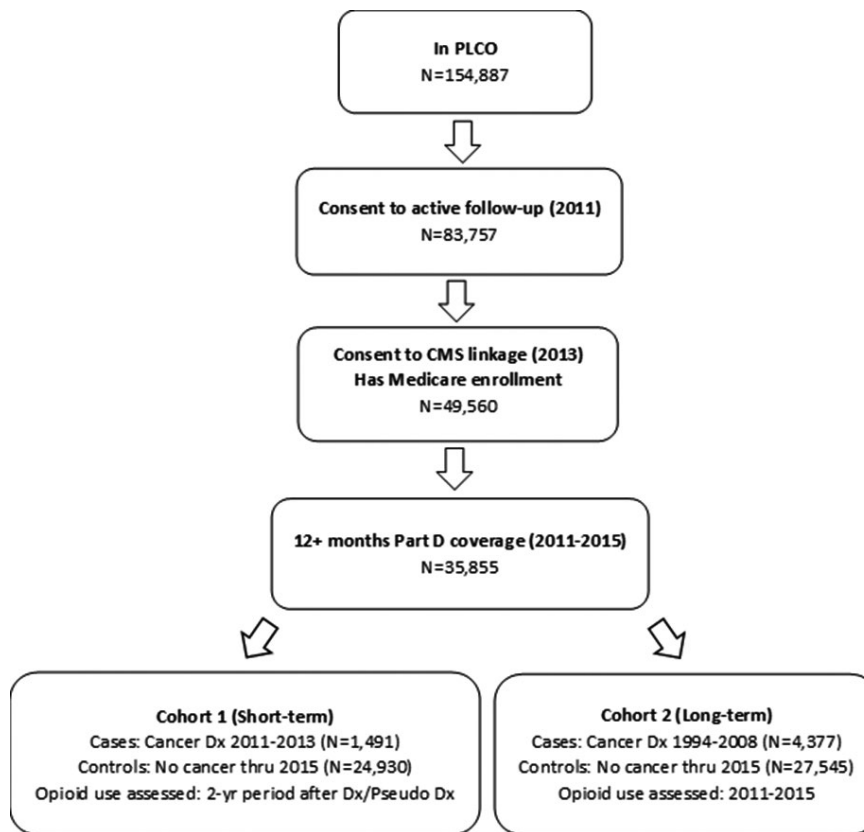 In PLCO
N=154,887
Consent to active follow-up (2011)
N=83,757
Consent to CMS linkage (2013)
Has Medicare enrollment
N=49,560
12+ months Part D coverage (2011-2015)
N=35,855
Cohort 1 (Short-term)
Cases: Cancer Dx 2011-2013 (N=1,491)
Controls: No cancer thru 2015 (N=24,930)
Opioid use assessed: 2-yr period after Dx/Pseudo Dx
Cohort 2 (Long-term)
Cases: Cancer Dx 1994-2008 (N=4,377)
Controls: No cancer thru 2015 (N=27,545)
Opioid use assessed: 2011-2015